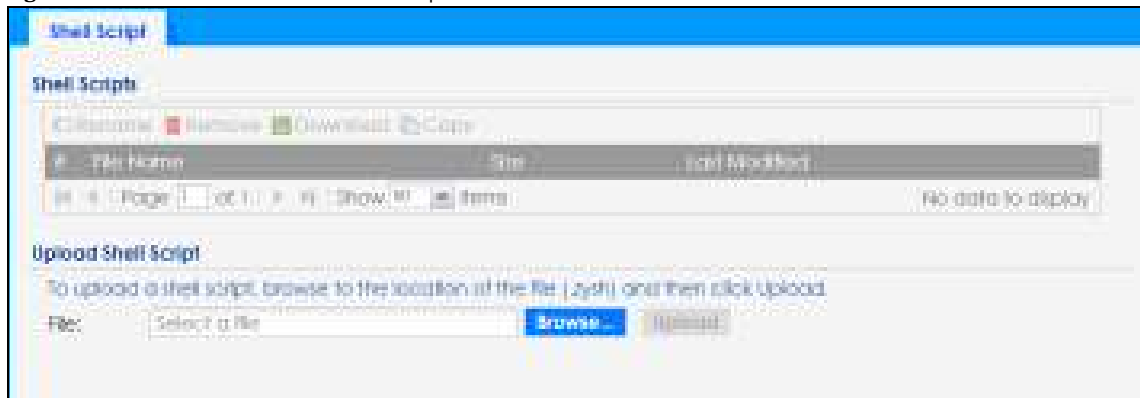 Shell Script
Shell Scripts
Rename Remove Download Copy
# File Name Size Last Modified
Page 1 of 1 Show 50 items No data to display
Upload Shell Script
To upload a shell script, browse to the location of the file (.zysh) and then click Upload.
File: Select a file Browse... Upload